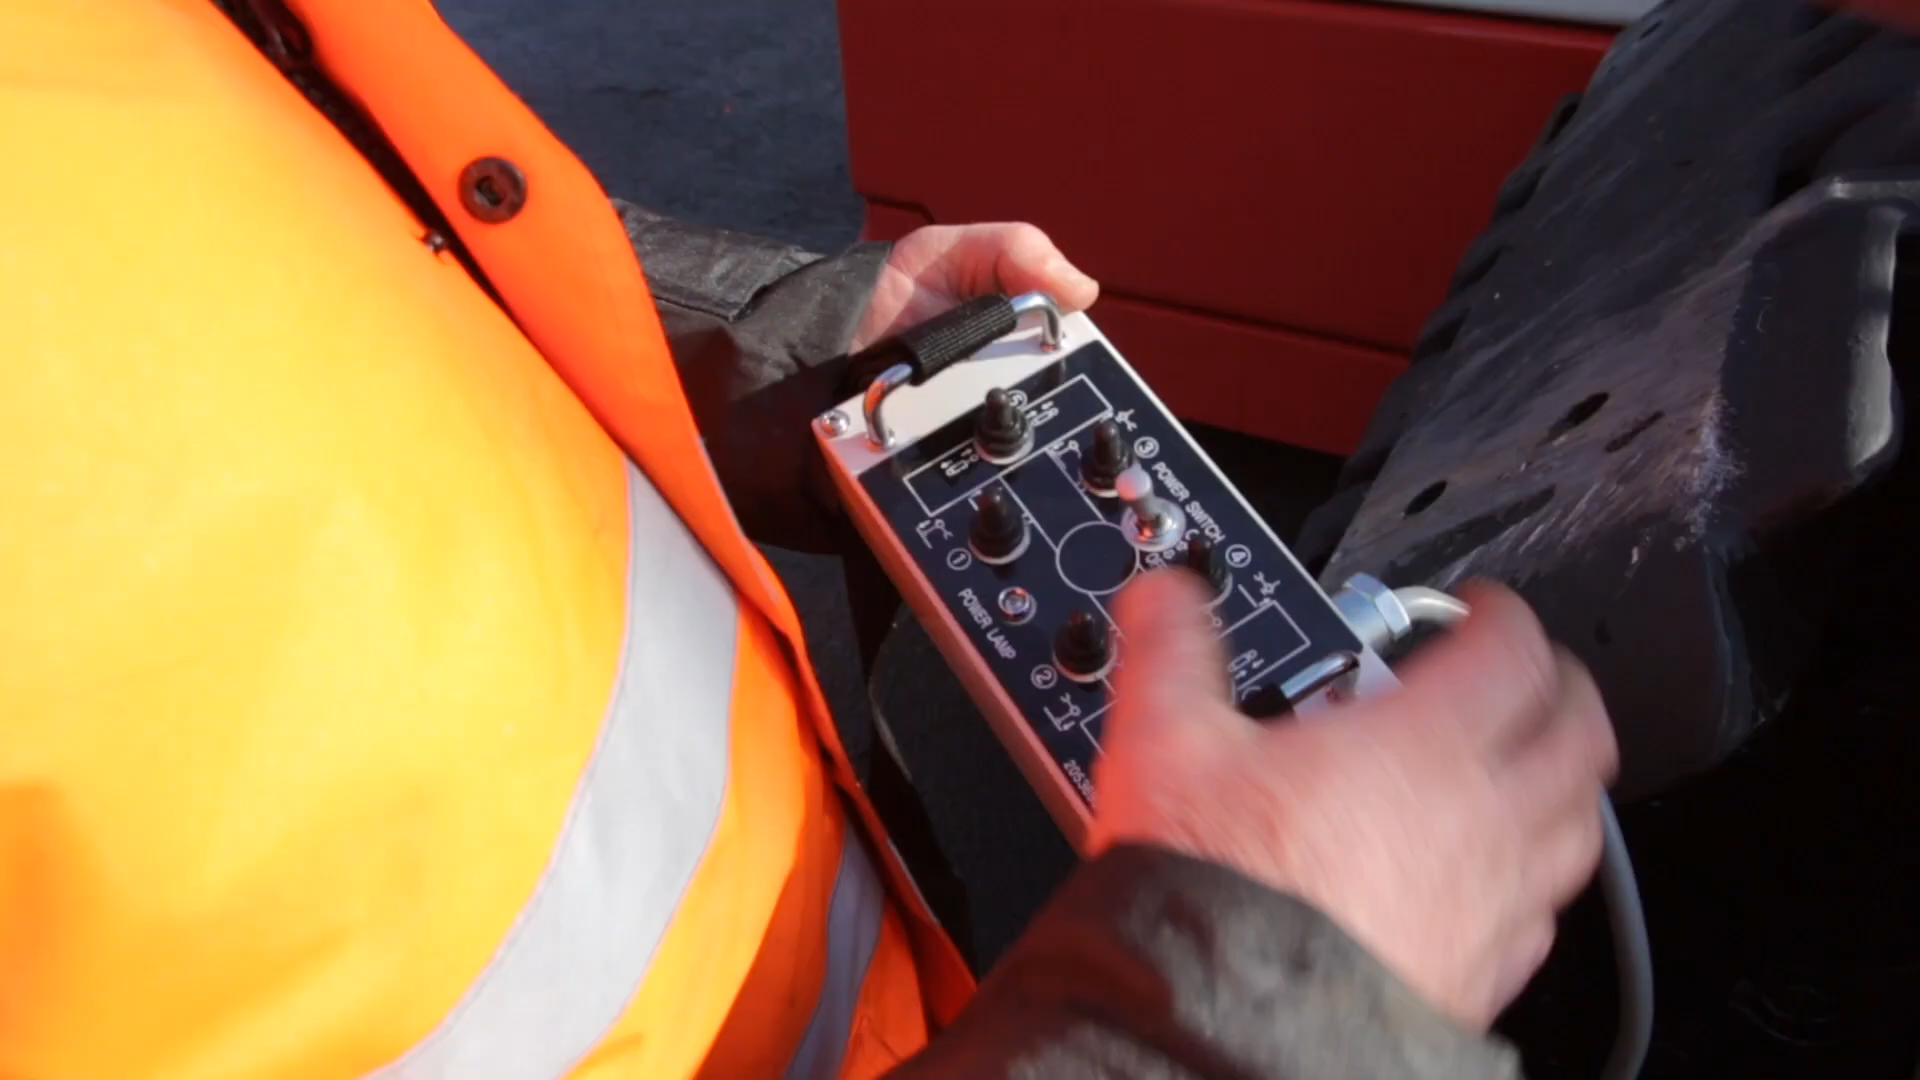 ⑤
③
POWER SWITCH
④
①
POWER LAMP
②